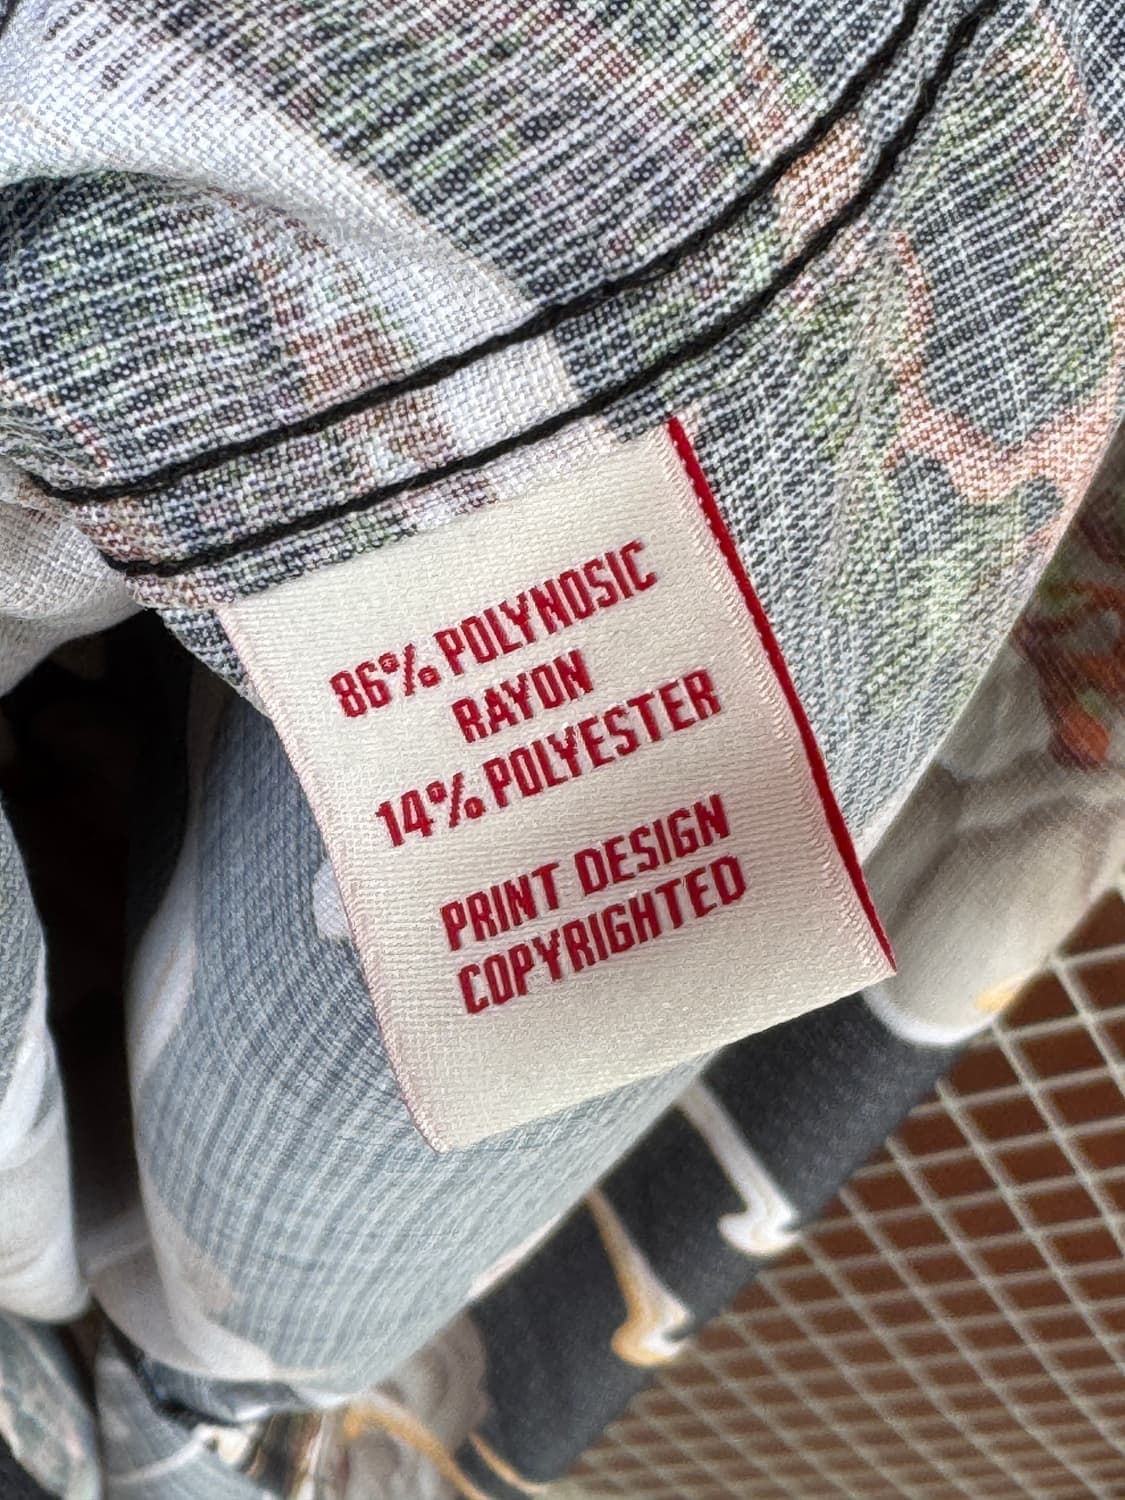 86% POLYNOSIC
RAYON
14% POLYESTER
PRINT DESIGN
COPYRIGHTED